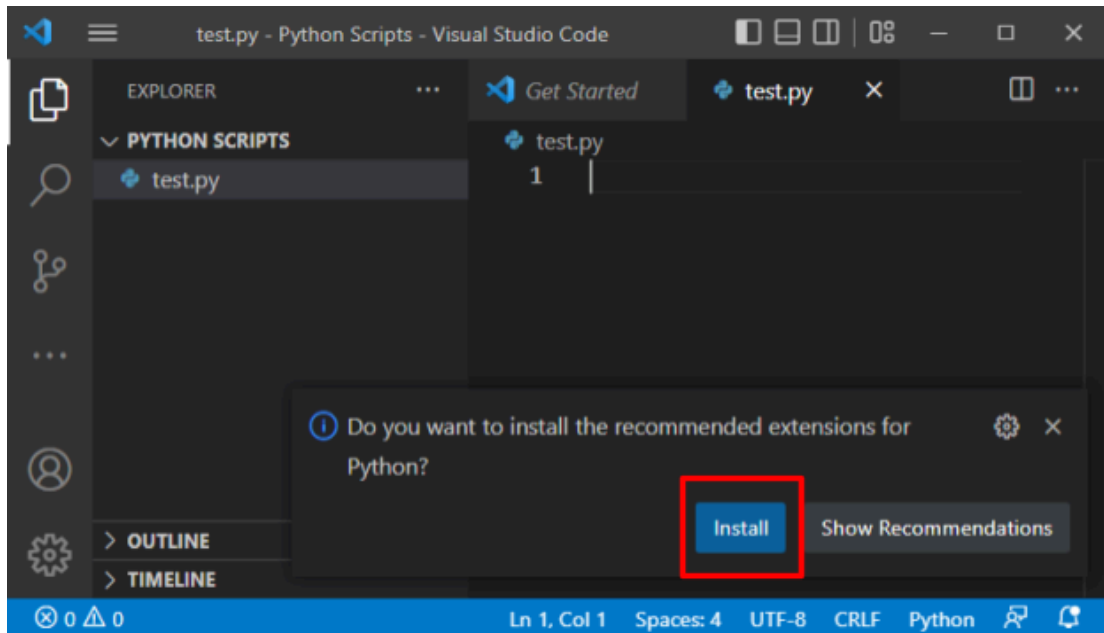 test.py - Python Scripts - Visual Studio Code
EXPLORER
Get Started
test.py
PYTHON SCRIPTS
test.py
test.py
1
Do you want to install the recommended extensions for
Python?
Install
Show Recommendations
OUTLINE
TIMELINE
0 0
Ln 1, Col 1 Spaces: 4 UTF-8 CRLF Python